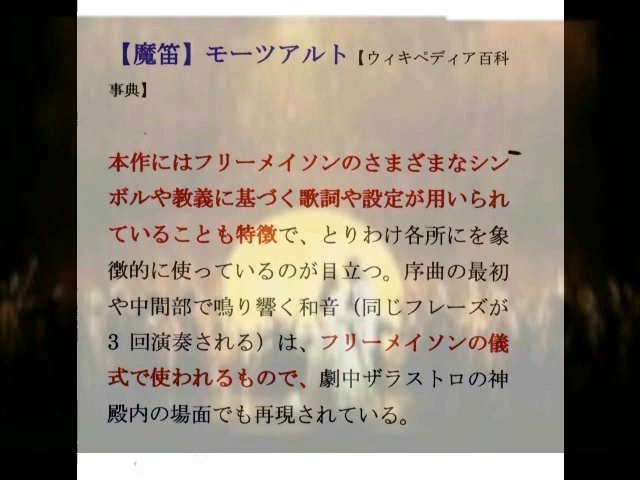 【魔笛】モーツアルト【ウィキペディア百科
事典】
本作にはフリーメイソンのさまざまなシン
ボルや教義に基づく歌詞や設定が用いられ
ていることも特徴で、とりわけ各所にを象
徴的に使っているのが目立つ。序曲の最初
や中間部で鳴り響く和音（同じフレーズが
3 回演奏される）は、フリーメイソンの儀
式で使われるもので、劇中ザラストロの神
殿内の場面でも再現されている。